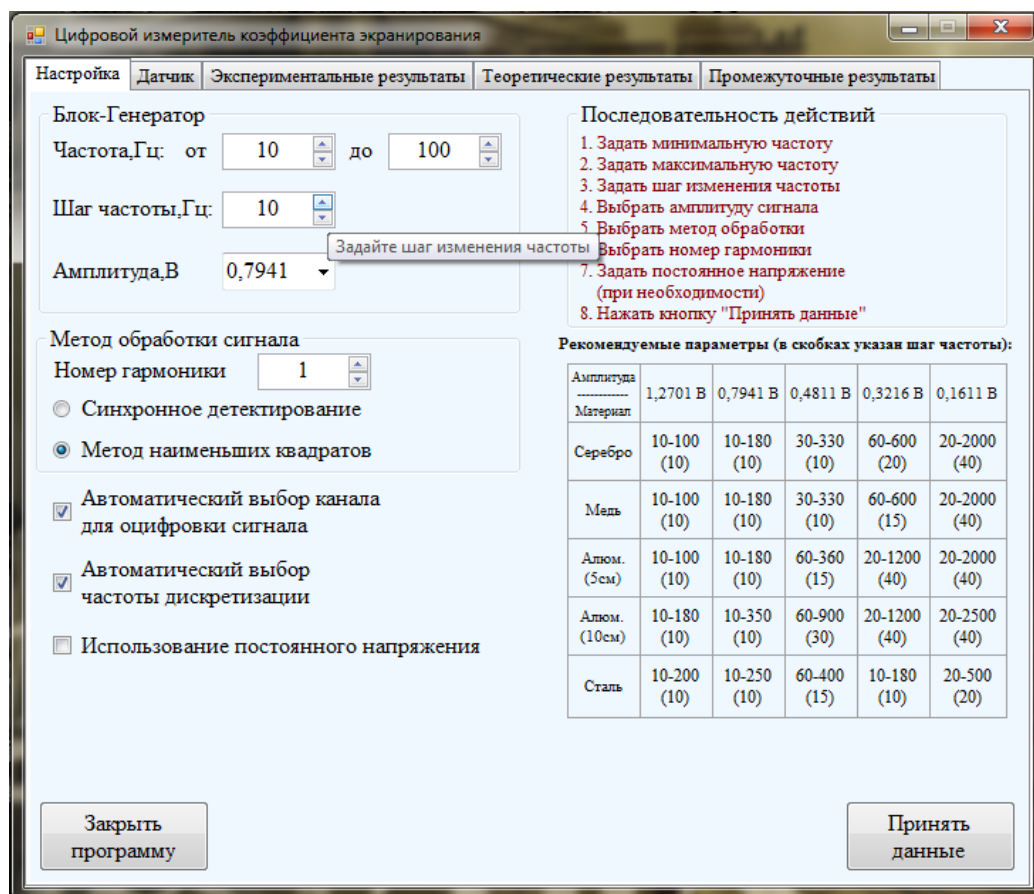 Цифровой измеритель коэффициента экранирования
Настройка
Датчик
Экспериментальные результаты
Теоретические результаты
Промежуточные результаты
Блок-Генератор
Частота,Гц: от 10 до 100
Шаг частоты,Гц: 10
Задайте шаг изменения частоты
Амплитуда,В 0,7941
Метод обработки сигнала
Номер гармоники 1
Синхронное детектирование
Метод наименьших квадратов
Автоматический выбор канала
для оцифровки сигнала
Автоматический выбор
частоты дискретизации
Использование постоянного напряжения
Последовательность действий
1. Задать минимальную частоту
2. Задать максимальную частоту
3. Задать шаг изменения частоты
4. Выбрать амплитуду сигнала
5. Выбрать метод обработки
Выбрать номер гармоники
7. Задать постоянное напряжение
(при необходимости)
8. Нажать кнопку "Принять данные"
Рекомендуемые параметры (в скобках указан шаг частоты):
Амплитуда
------------
Материал
1,2701 В 0,7941 В 0,4811 В 0,3216 В 0,1611 В
Серебро
10-100 10-180 30-330 60-600 20-2000
(10) (10) (10) (20) (40)
Медь
10-100 10-180 30-330 60-600 20-2000
(10) (10) (10) (15) (40)
Алюм.
(5см)
10-100 10-180 60-360 20-1200 20-2000
(10) (10) (15) (40) (40)
Алюм.
(10см)
10-180 10-350 60-900 20-1200 20-2500
(10) (10) (30) (40) (40)
Сталь
10-200 10-250 60-400 10-180 20-500
(10) (10) (15) (10) (20)
Закрыть
программу
Принять
данные